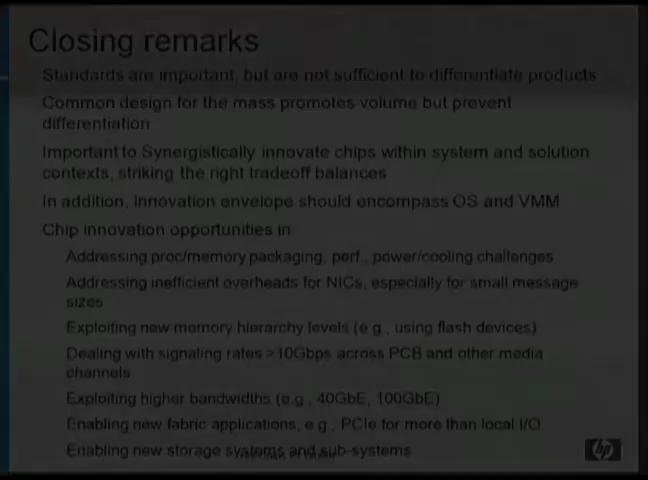 Closing remarks
Standards are important, but are not sufficient to differentiate products
Common design for the mass promotes volume but prevent
differentiation
Important to Synergistically innovate chips within system and solution
contexts, striking the right tradeoff balances
In addition, innovation envelope should encompass OS and VMM
Chip innovation opportunities in
Addressing proc/memory packaging, perf., power/cooling challenges
Addressing inefficient overheads for NICs, especially for small message
sizes
Exploiting new memory hierarchy levels (e.g., using flash devices)
Dealing with signaling rates >10Gbps across PCB and other media
channels
Exploiting higher bandwidths (e.g., 40GbE, 100GbE)
Enabling new fabric applications, e.g., PCIe for more than local I/O
Enabling new storage systems and sub-systems
hp